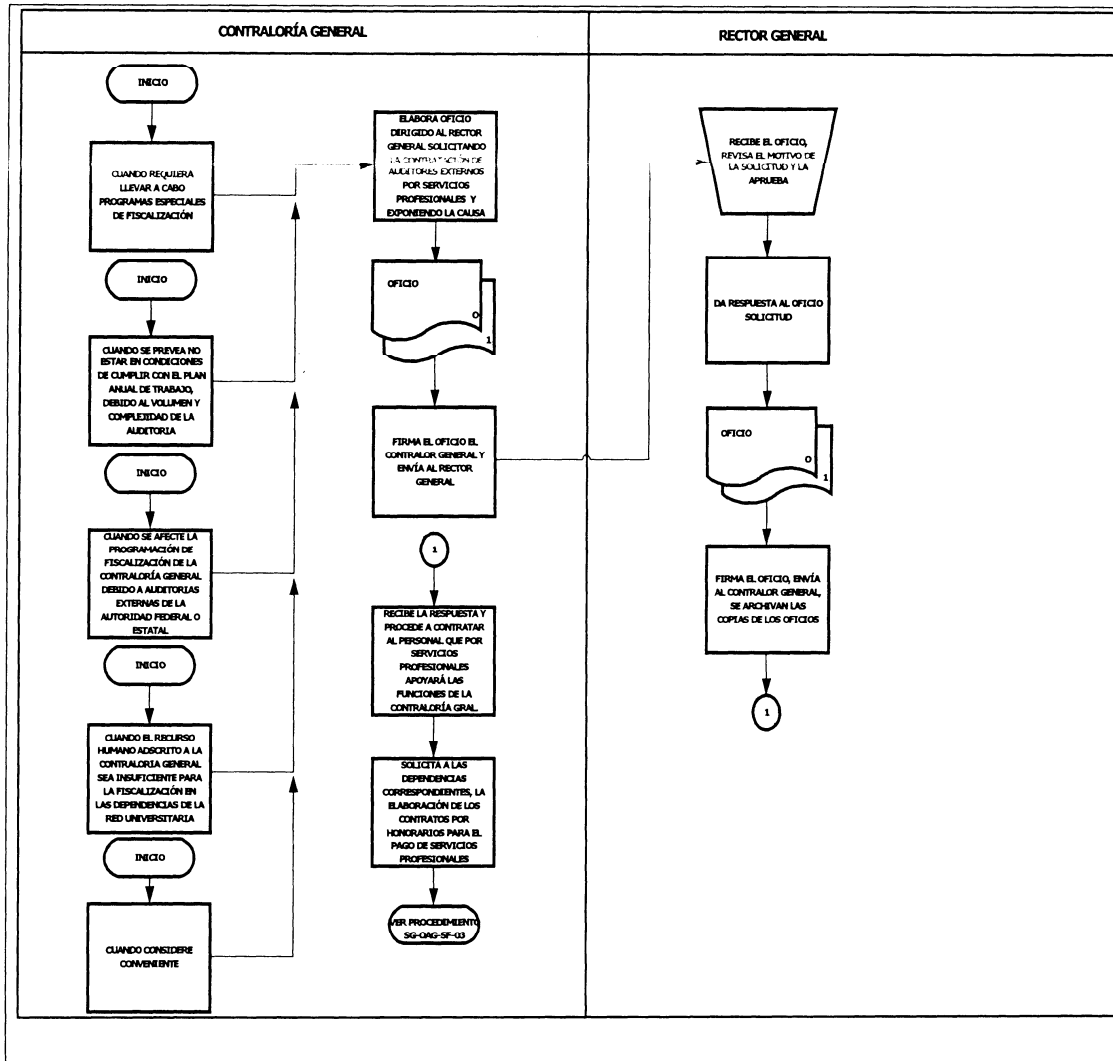 CONTRALORÍA GENERAL
RECTOR GENERAL
INICIO
CUANDO REQUIERA
LLEVAR A CABO
PROGRAMAS ESPECIALES
DE FISCALIZACIÓN
INICIO
CUANDO SE PREVEA NO
ESTAR EN CONDICIONES
DE CUMPLIR CON EL PLAN
ANUAL DE TRABAJO,
DEBIDO AL VOLUMEN Y
COMPLEJIDAD DE LA
AUDITORIA
INICIO
CUANDO SE AFECTE LA
PROGRAMACIÓN DE
FISCALIZACIÓN DE LA
CONTRALORÍA GENERAL
DEBIDO A AUDITORIAS
EXTERNAS DE LA
AUTORIDAD FEDERAL O
ESTATAL
INICIO
CUANDO EL RECURSO
HUMANO ADSCRITO A LA
CONTRALORIA GENERAL
SEA INSUFICIENTE PARA
LA FISCALIZACIÓN EN
LAS DEPENDENCIAS DE LA
RED UNIVERSITARIA
INICIO
CUANDO CONSIDERE
CONVENIENTE
ELABORA OFICIO
DIRIGIDO AL RECTOR
GENERAL SOLICITANDO
LA CONTRATACIÓN DE
AUDITORES EXTERNOS
POR SERVICIOS
PROFESIONALES Y
EXPONIENDO LA CAUSA
OFICIO
O
1
FIRMA EL OFICIO EL
CONTRALOR GENERAL Y
ENVÍA AL RECTOR
GENERAL
1
RECIBE LA RESPUESTA Y
PROCEDE A CONTRATAR
AL PERSONAL QUE POR
SERVICIOS
PROFESIONALES
APOYARÁ LAS
FUNCIONES DE LA
CONTRALORÍA GRAL.
SOLICITA A LAS
DEPENDENCIAS
CORRESPONDIENTES, LA
ELABORACIÓN DE LOS
CONTRATOS POR
HONORARIOS PARA EL
PAGO DE SERVICIOS
PROFESIONALES
VER PROCEDIMIENTO
SG-OAG-SF-03
RECIBE EL OFICIO,
REVISA EL MOTIVO DE
LA SOLICITUD Y LA
APRUEBA
DA RESPUESTA AL OFICIO
SOLICITUD
OFICIO
O
1
FIRMA EL OFICIO, ENVÍA
AL CONTRALOR GENERAL,
SE ARCHIVAN LAS
COPIAS DE LOS OFICIOS
1